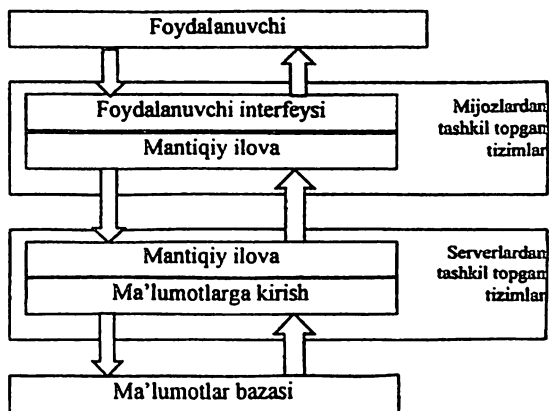 Foydalanuvchi
Foydalanuvchi interfeysi
Mantiqiy ilova
Mijozlardan
tashkil topgan
tizimlar
Mantiqiy ilova
Ma'lumotlarga kirish
Serverlardan
tashkil topgan
tizimlar
Ma'lumotlar bazasi